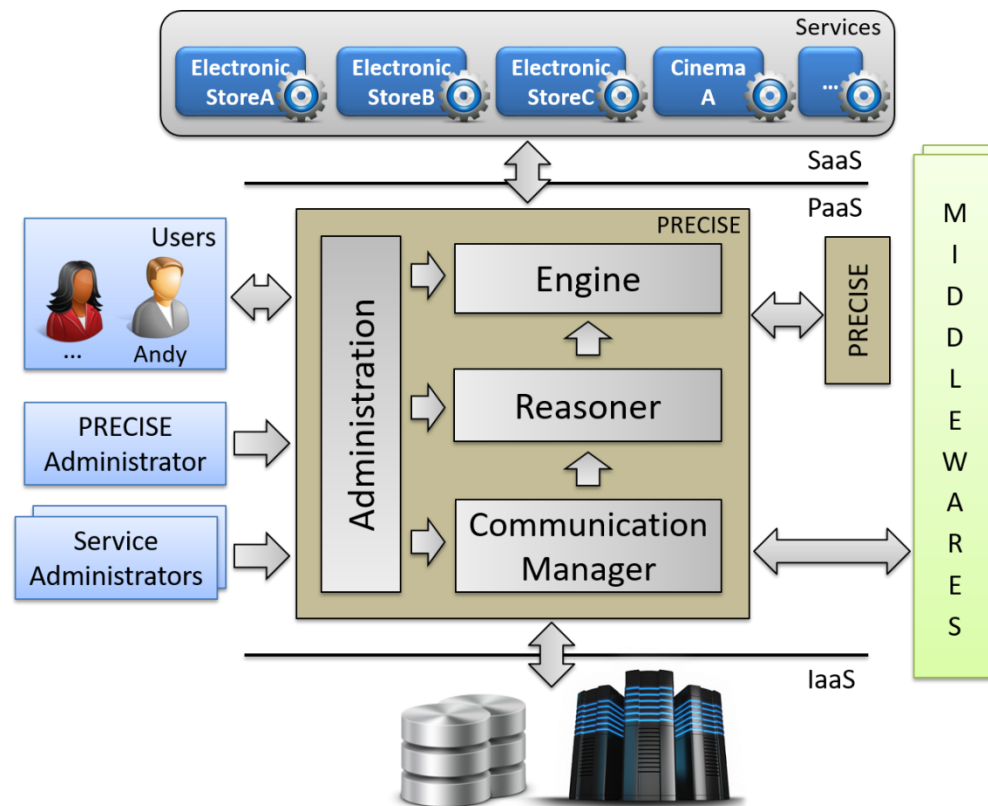 Services
Electronic
StoreA
Electronic
StoreB
Electronic
StoreC
Cinema
A
...
SaaS
PaaS
Users
...
Andy
PRECISE
Administrator
Service
Administrators
PRECISE
Administration
Engine
Reasoner
Communication
Manager
PRECISE
M
I
D
D
L
E
W
A
R
E
S
IaaS